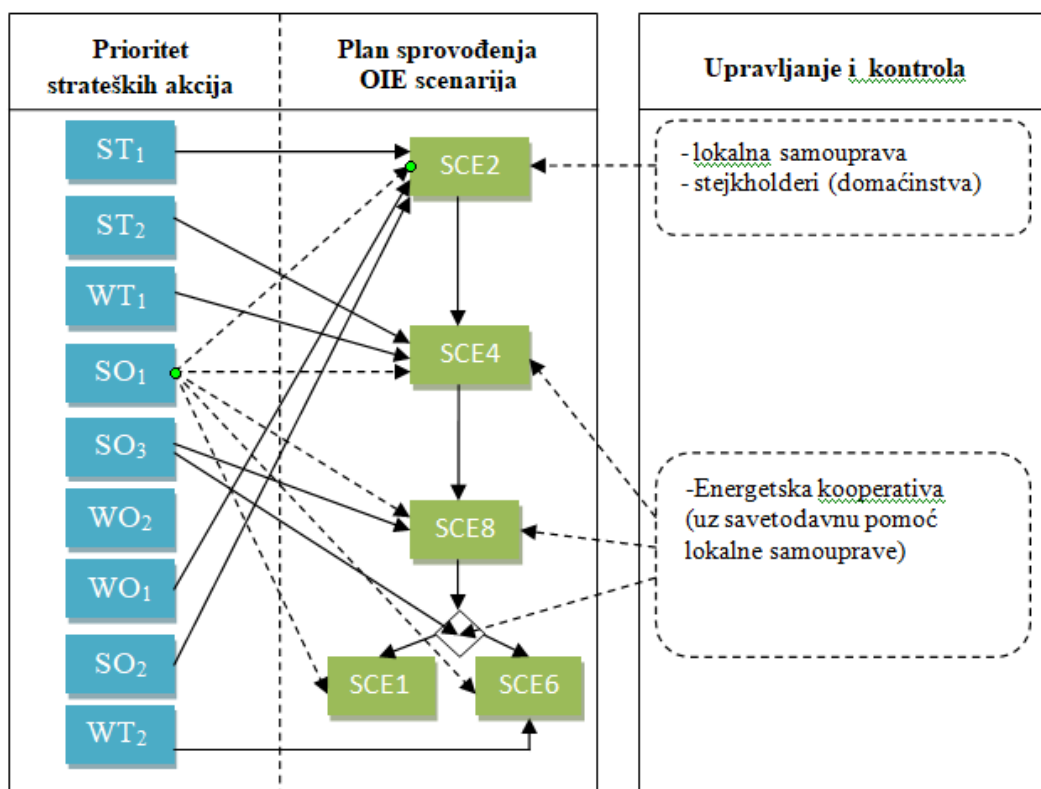 Prioritet
strateških akcija
Plan sprovođenja
OIE scenarija
Upravljanje i kontrola
ST1
ST2
WT1
SO1
SO3
WO2
WO1
SO2
WT2
SCE2
SCE4
SCE8
SCE1
SCE6
- lokalna samouprava
- stejkholderi (domaćinstva)
-Energetska kooperativa
(uz savetodavnu pomoć
lokalne samouprave)